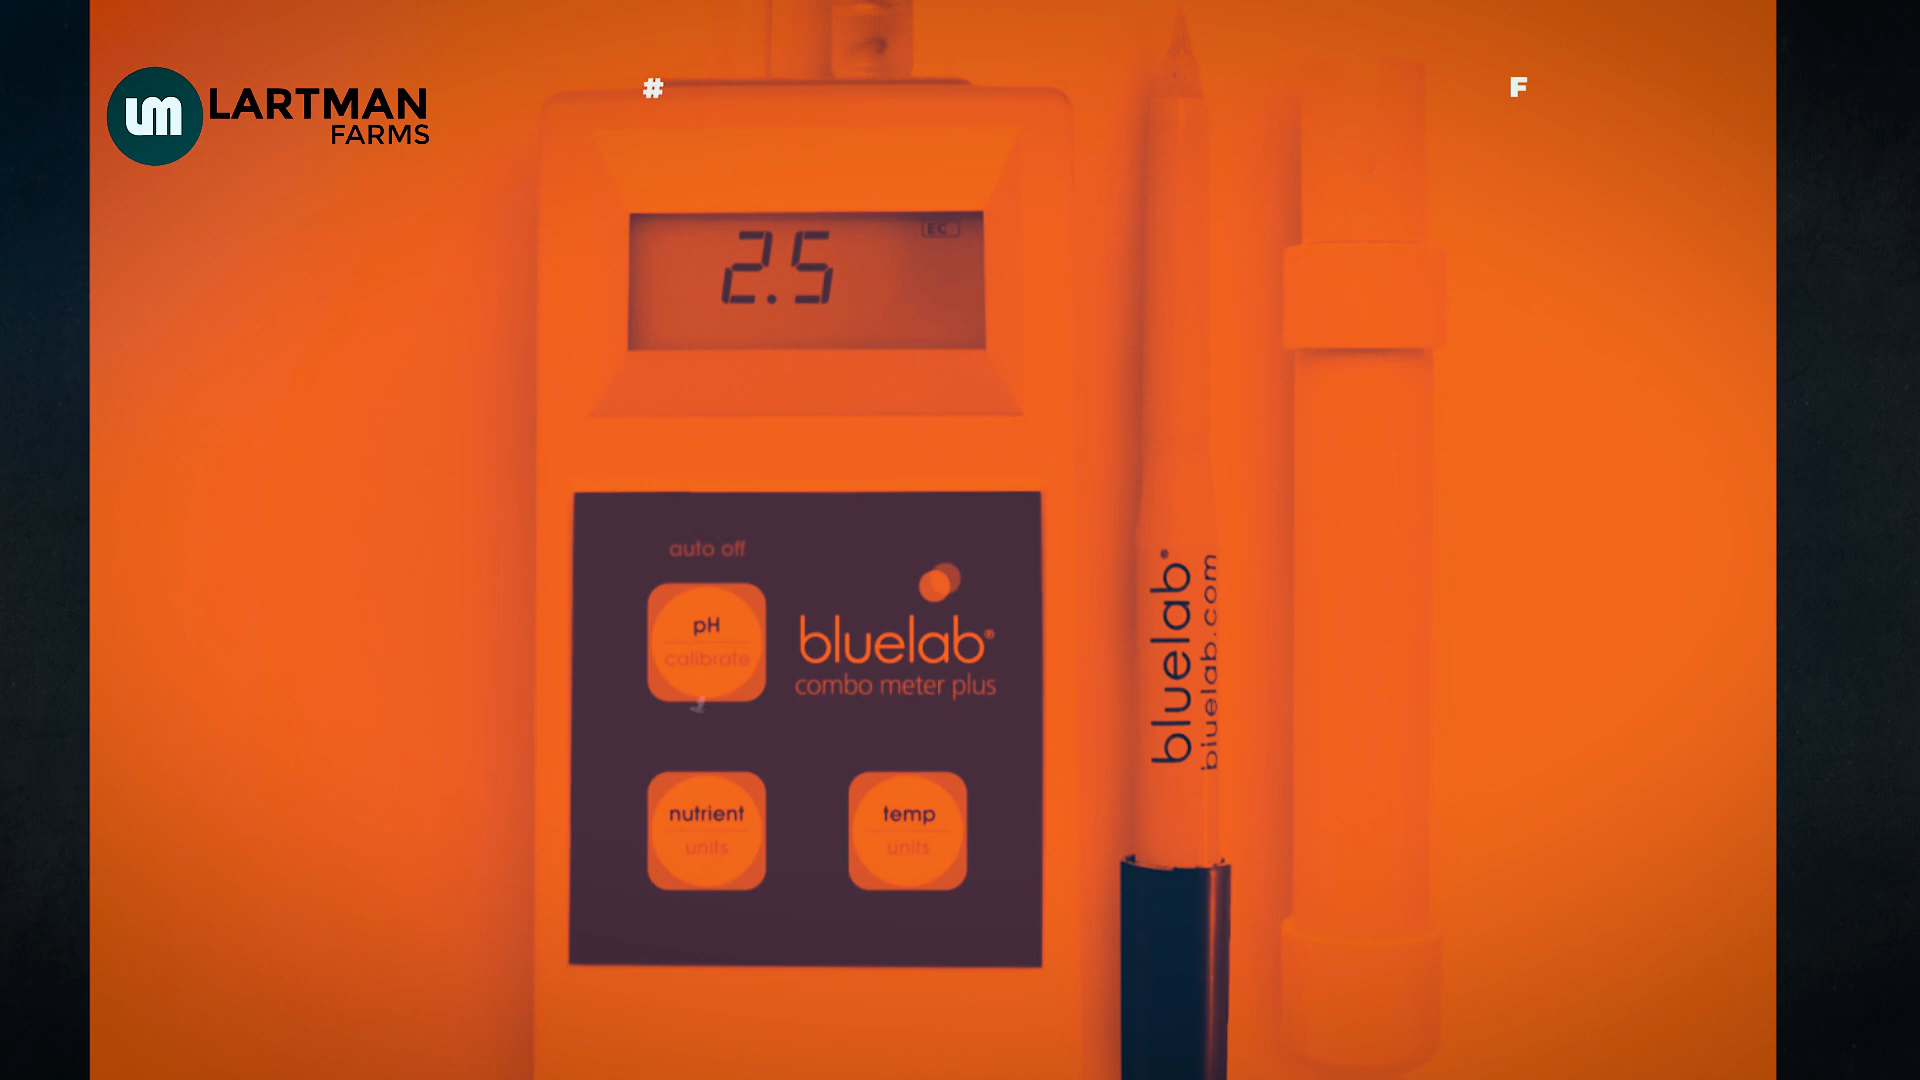 LARTMAN
FARMS
#
F
2.5
EC
auto off
pH
calibrate
bluelab®
combo meter plus
nutrient
units
temp
units
bluelab®
bluelab.com